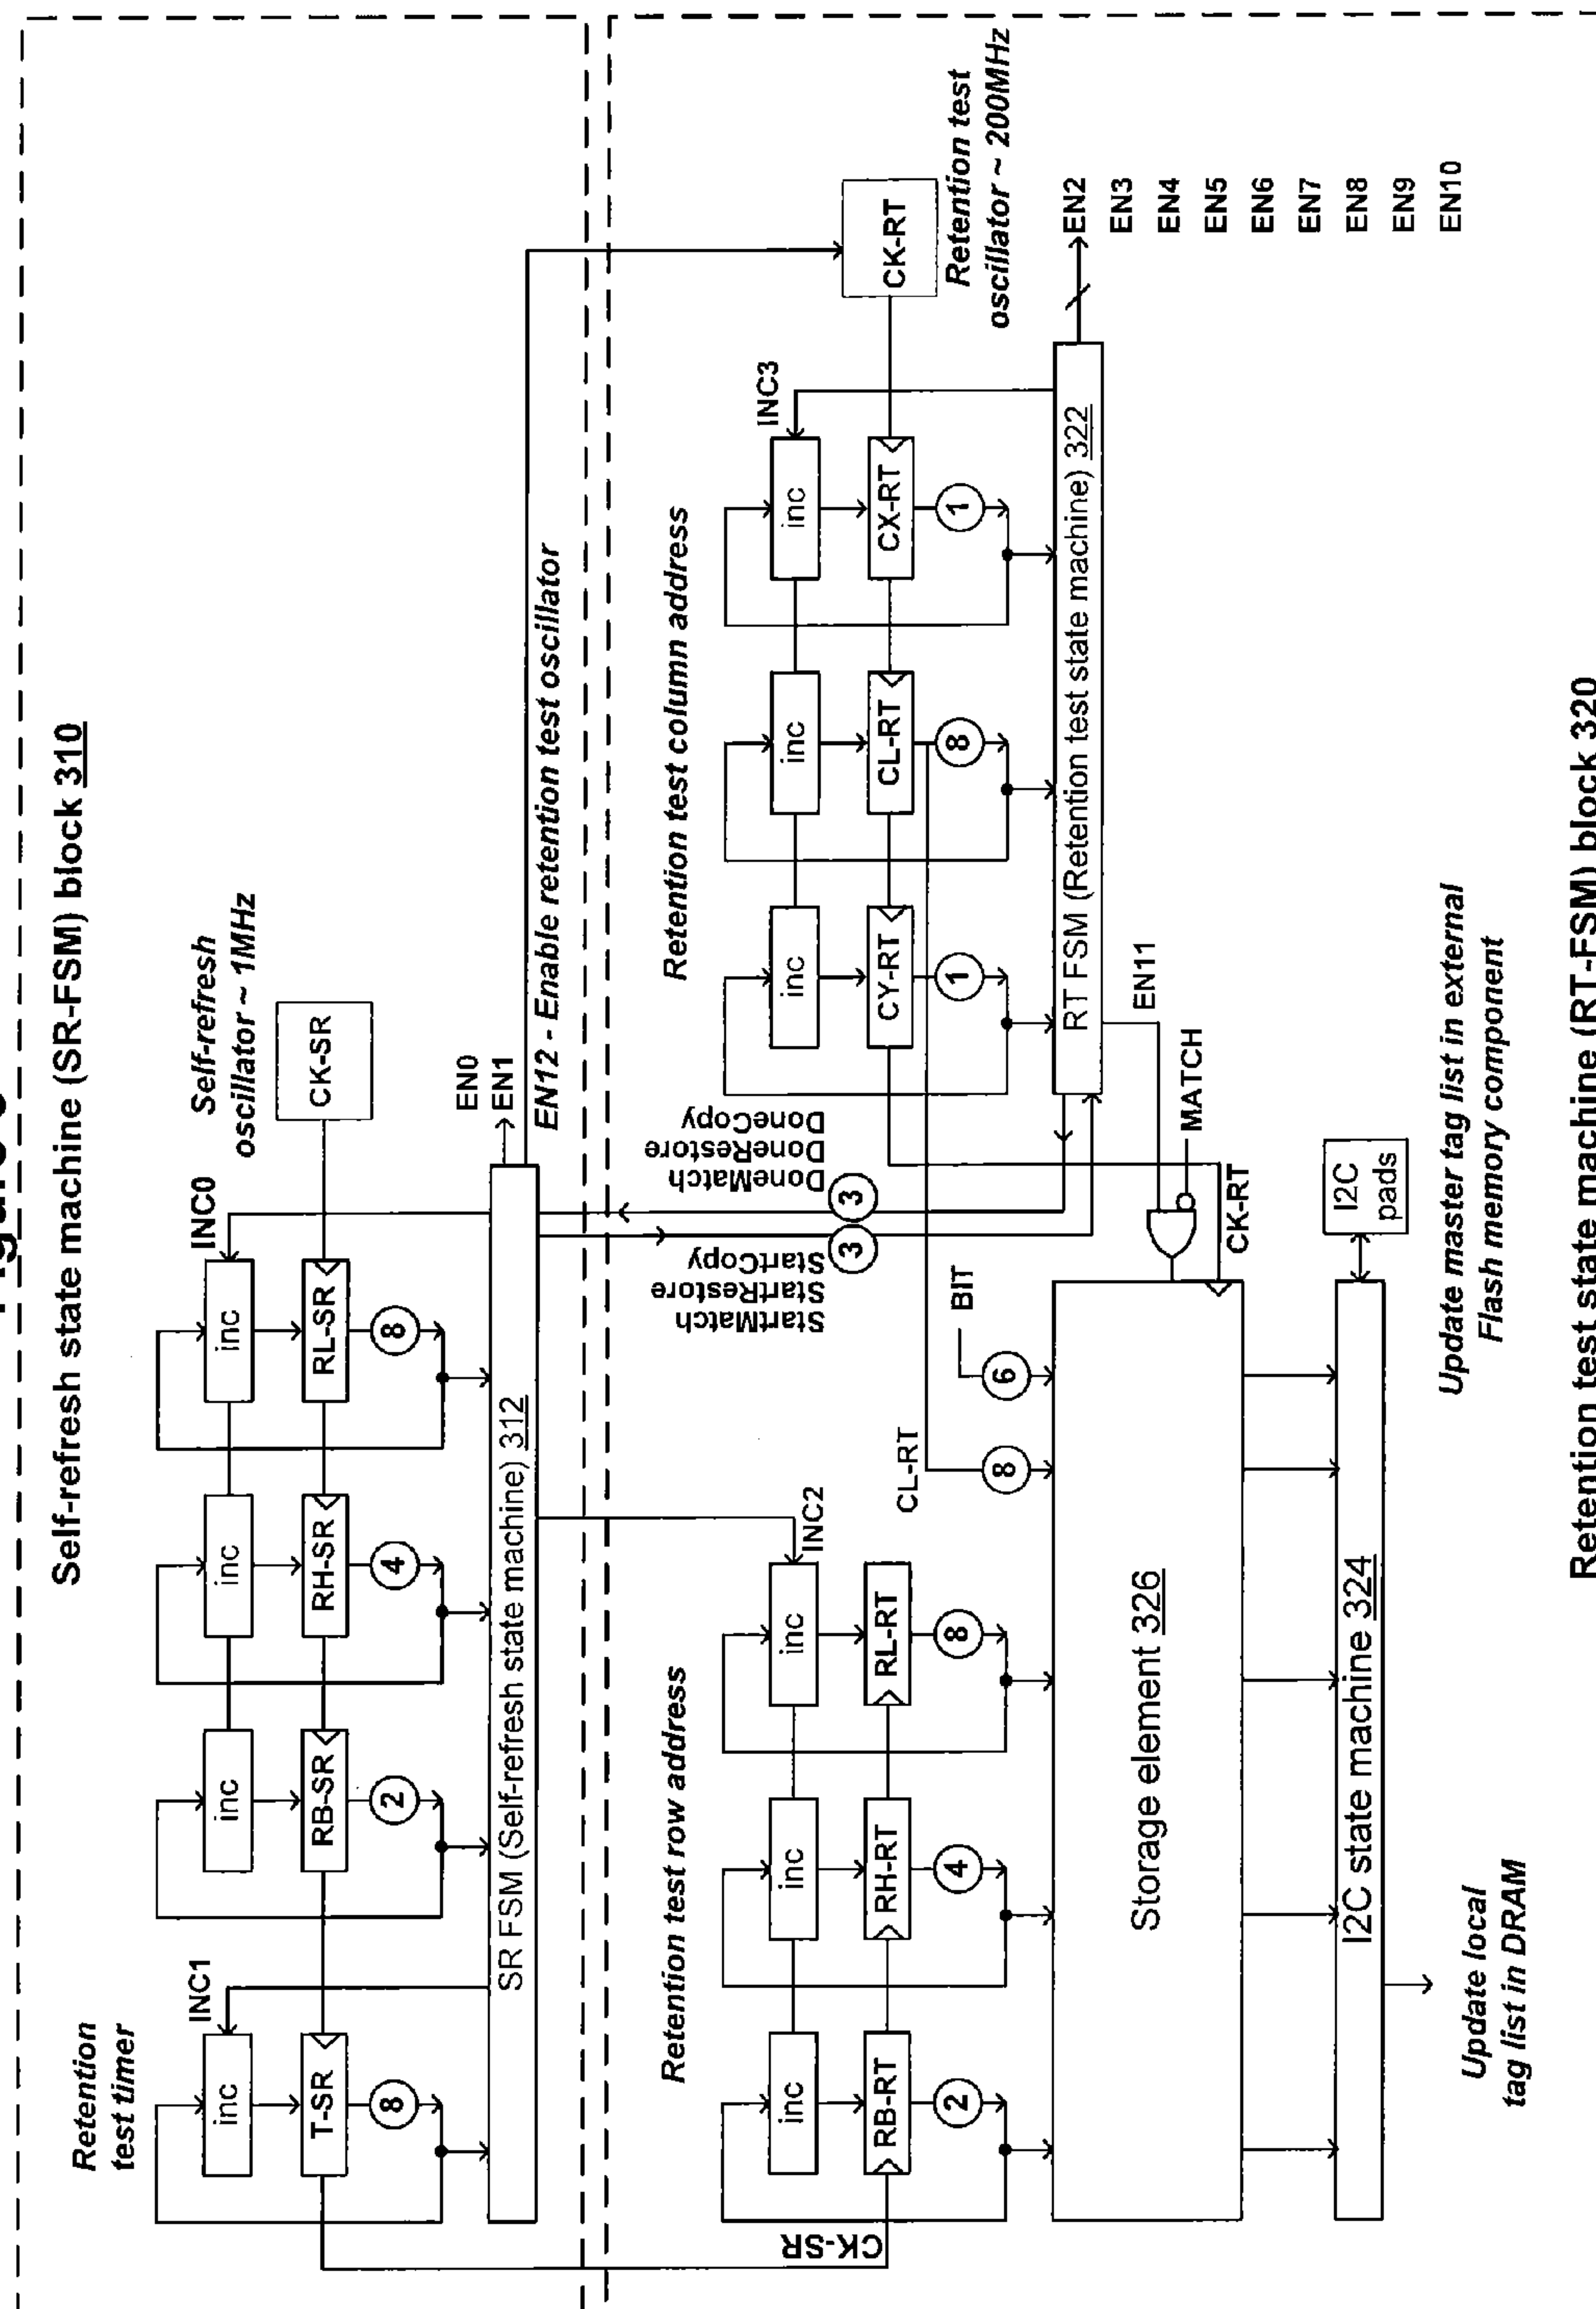 Self-refresh state machine (SR-FSM) block 310
Retention
test timer
INC1
inc
T-SR
8
inc
RB-SR
2
inc
RH-SR
4
INC0
inc
RL-SR
8
Self-refresh
oscillator ~ 1MHz
CK-SR
SR FSM (Self-refresh state machine) 312
EN0
EN1
EN12 - Enable retention test oscillator
CK-SR
Retention test row address
inc
RB-RT
2
inc
RH-RT
4
INC2
inc
RL-RT
8
CL-RT
8
BIT
6
StartMatch
StartRestore
StartCopy
3
DoneMatch
DoneRestore
DoneCopy
3
Retention test column address
inc
CY-RT
1
inc
CL-RT
8
INC3
inc
CX-RT
1
CK-RT
Retention test
oscillator ~ 200MHz
RT FSM (Retention test state machine) 322
EN2
EN3
EN4
EN5
EN6
EN7
EN8
EN9
EN10
EN11
MATCH
CK-RT
Storage element 326
I2C state machine 324
I2C
pads
Update local
tag list in DRAM
Update master tag list in external
Flash memory component
Retention test state machine (RT-FSM) block 320